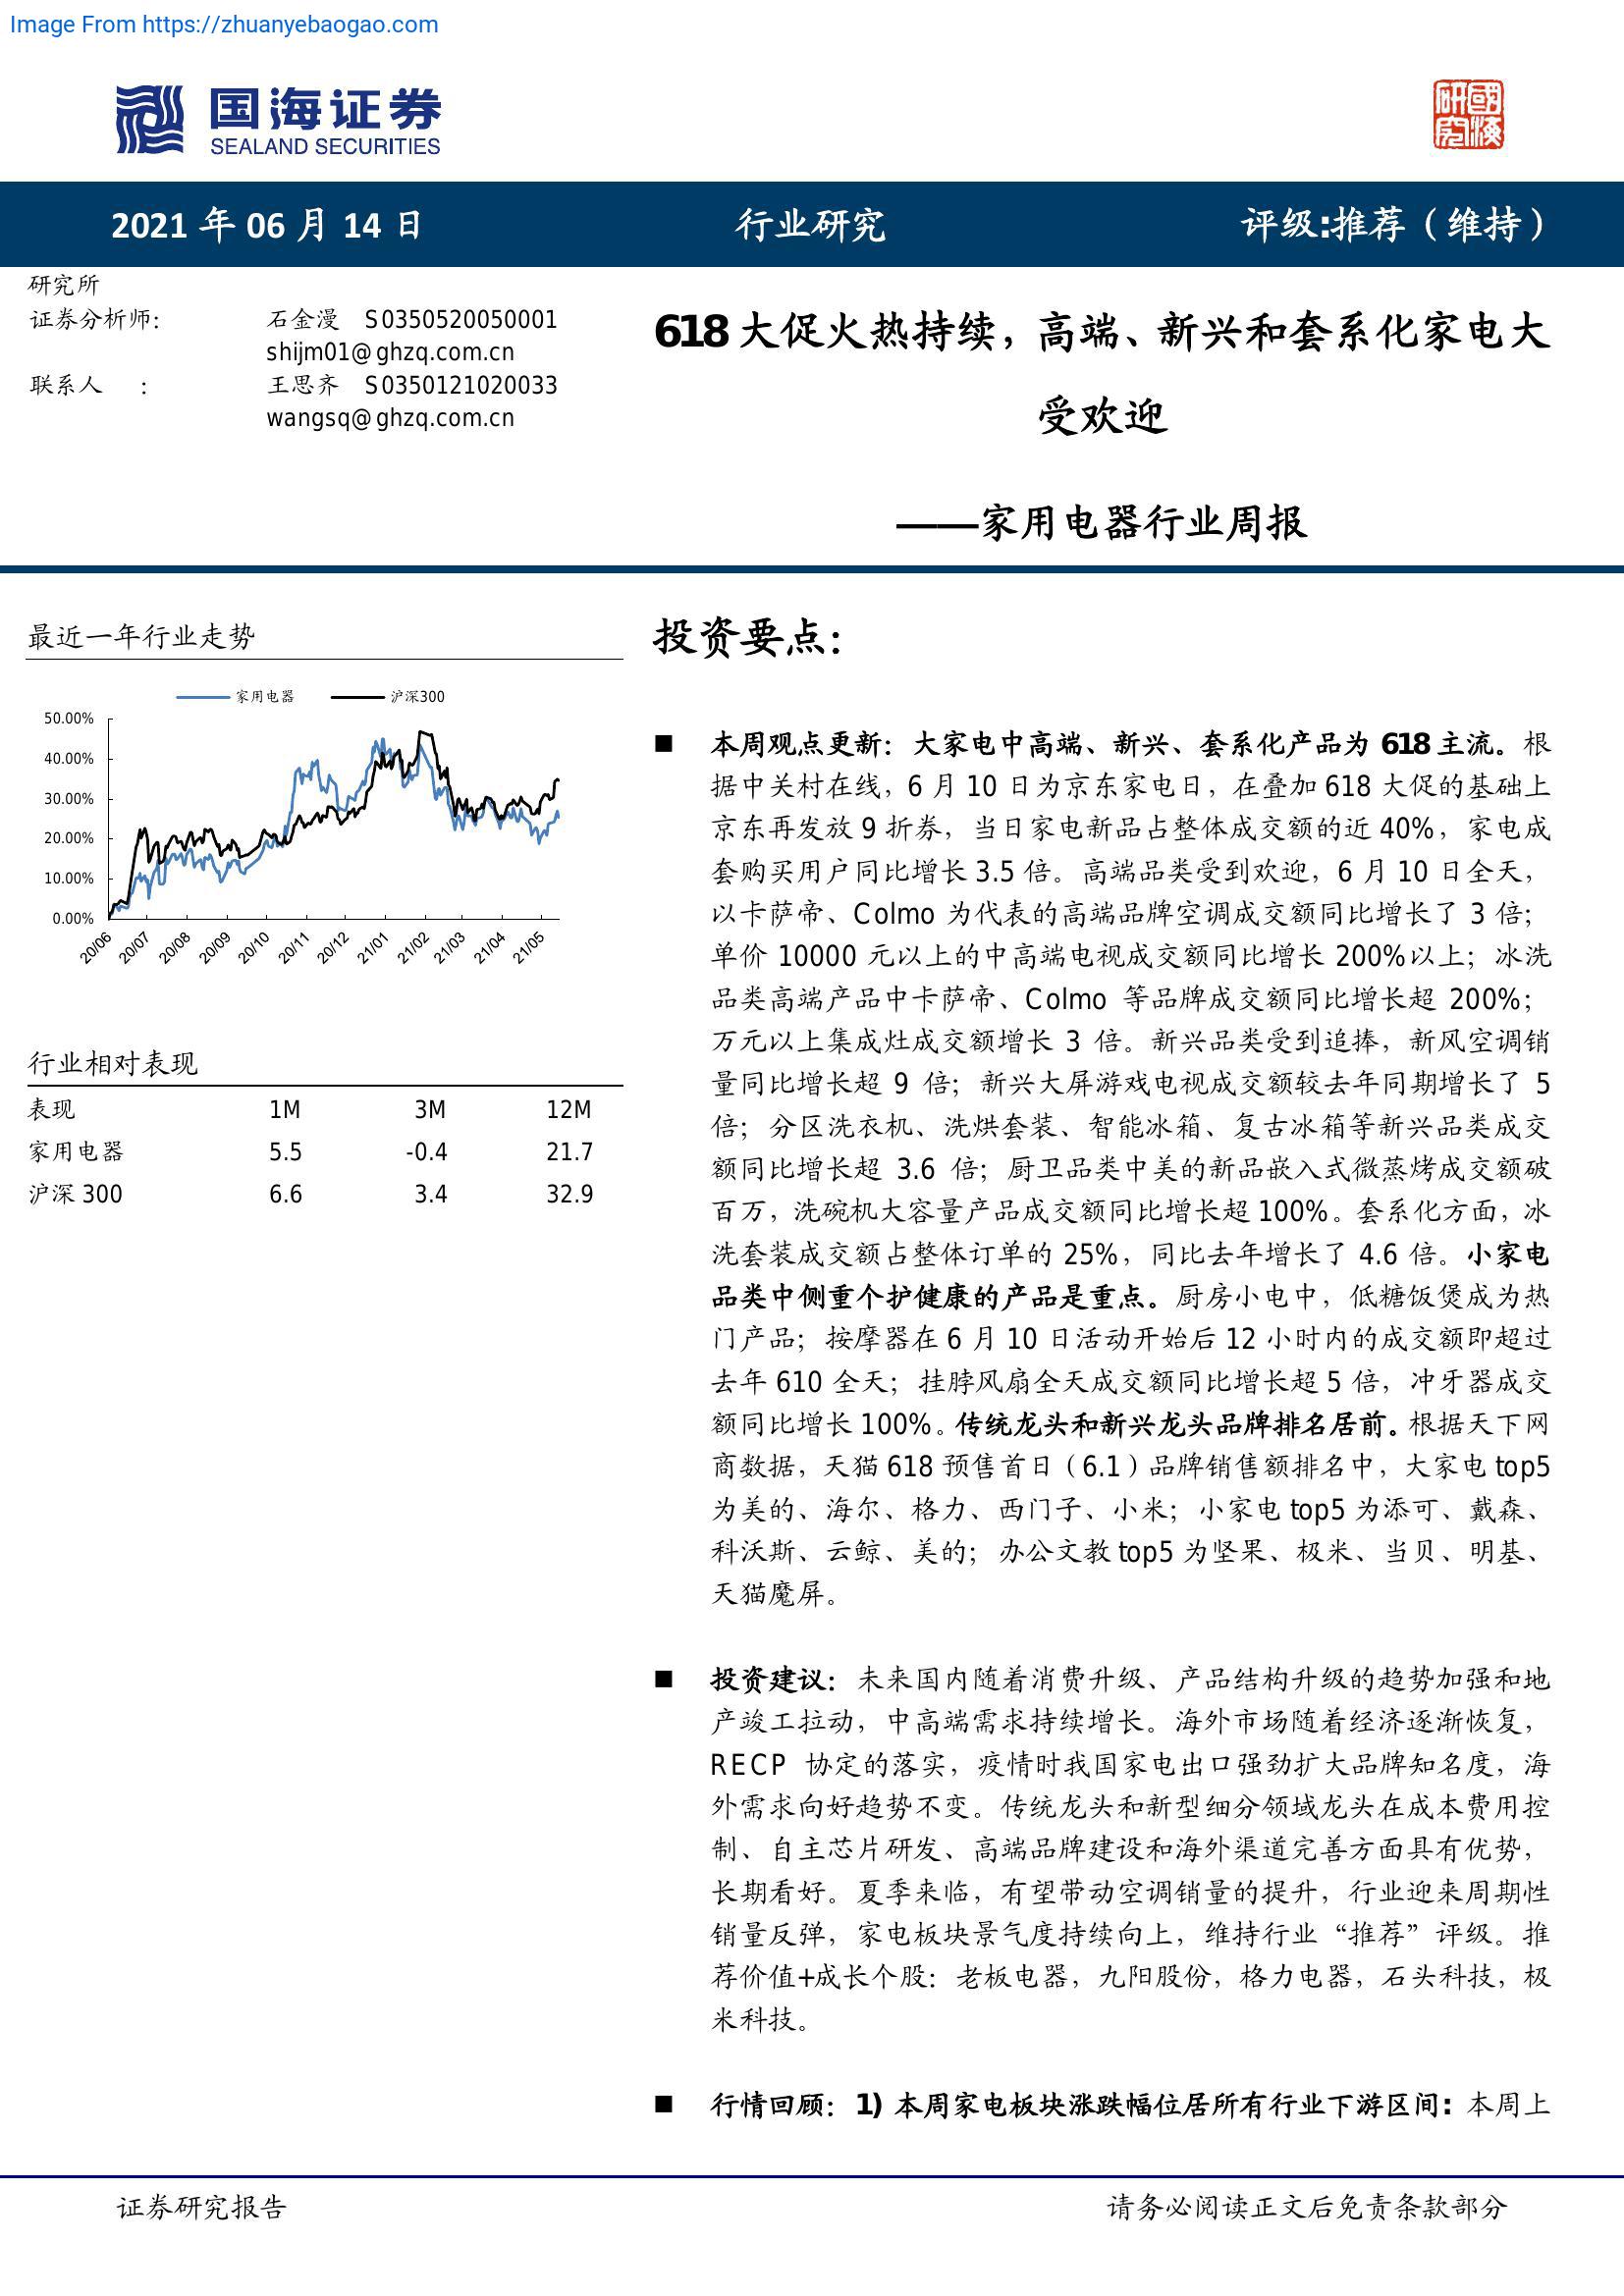 Image From https://zhuanyebaogao.com
国海证券
SEALAND SECURITIES
研究
國海
2021 年 06 月 14 日
行业研究
评级:推荐（维持）
研究所
证券分析师: 石金漫 S0350520050001
shijm01@ghzq.com.cn
联系人 : 王思齐 S0350121020033
wangsq@ghzq.com.cn
618 大促火热持续，高端、新兴和套系化家电大
受欢迎
——家用电器行业周报
最近一年行业走势
家用电器 沪深300
50.00%
40.00%
30.00%
20.00%
10.00%
0.00%
20/06 20/07 20/08 20/09 20/10 20/11 20/12 21/01 21/02 21/03 21/04 21/05
行业相对表现
表现 1M 3M 12M
家用电器 5.5 -0.4 21.7
沪深 300 6.6 3.4 32.9
投资要点：
■ 本周观点更新：大家电中高端、新兴、套系化产品为 618 主流。根
据中关村在线，6 月 10 日为京东家电日，在叠加 618 大促的基础上
京东再发放 9 折券，当日家电新品占整体成交额的近 40%，家电成
套购买用户同比增长 3.5 倍。高端品类受到欢迎，6 月 10 日全天，
以卡萨帝、Colmo 为代表的高端品牌空调成交额同比增长了 3 倍；
单价 10000 元以上的中高端电视成交额同比增长 200%以上；冰洗
品类高端产品中卡萨帝、Colmo 等品牌成交额同比增长超 200%；
万元以上集成灶成交额增长 3 倍。新兴品类受到追捧，新风空调销
量同比增长超 9 倍；新兴大屏游戏电视成交额较去年同期增长了 5
倍；分区洗衣机、洗烘套装、智能冰箱、复古冰箱等新兴品类成交
额同比增长超 3.6 倍；厨卫品类中美的新品嵌入式微蒸烤成交额破
百万，洗碗机大容量产品成交额同比增长超 100%。套系化方面，冰
洗套装成交额占整体订单的 25%，同比去年增长了 4.6 倍。小家电
品类中侧重个护健康的产品是重点。厨房小电中，低糖饭煲成为热
门产品；按摩器在 6 月 10 日活动开始后 12 小时内的成交额即超过
去年 610 全天；挂脖风扇全天成交额同比增长超 5 倍，冲牙器成交
额同比增长 100%。传统龙头和新兴龙头品牌排名居前。根据天下网
商数据，天猫 618 预售首日（6.1）品牌销售额排名中，大家电 top5
为美的、海尔、格力、西门子、小米；小家电 top5 为添可、戴森、
科沃斯、云鲸、美的；办公文教 top5 为坚果、极米、当贝、明基、
天猫魔屏。
■ 投资建议：未来国内随着消费升级、产品结构升级的趋势加强和地
产竣工拉动，中高端需求持续增长。海外市场随着经济逐渐恢复，
RECP 协定的落实，疫情时我国家电出口强劲扩大品牌知名度，海
外需求向好趋势不变。传统龙头和新型细分领域龙头在成本费用控
制、自主芯片研发、高端品牌建设和海外渠道完善方面具有优势，
长期看好。夏季来临，有望带动空调销量的提升，行业迎来周期性
销量反弹，家电板块景气度持续向上，维持行业“推荐”评级。推
荐价值+成长个股：老板电器，九阳股份，格力电器，石头科技，极
米科技。
■ 行情回顾：1) 本周家电板块涨跌幅位居所有行业下游区间: 本周上
证券研究报告
请务必阅读正文后免责条款部分